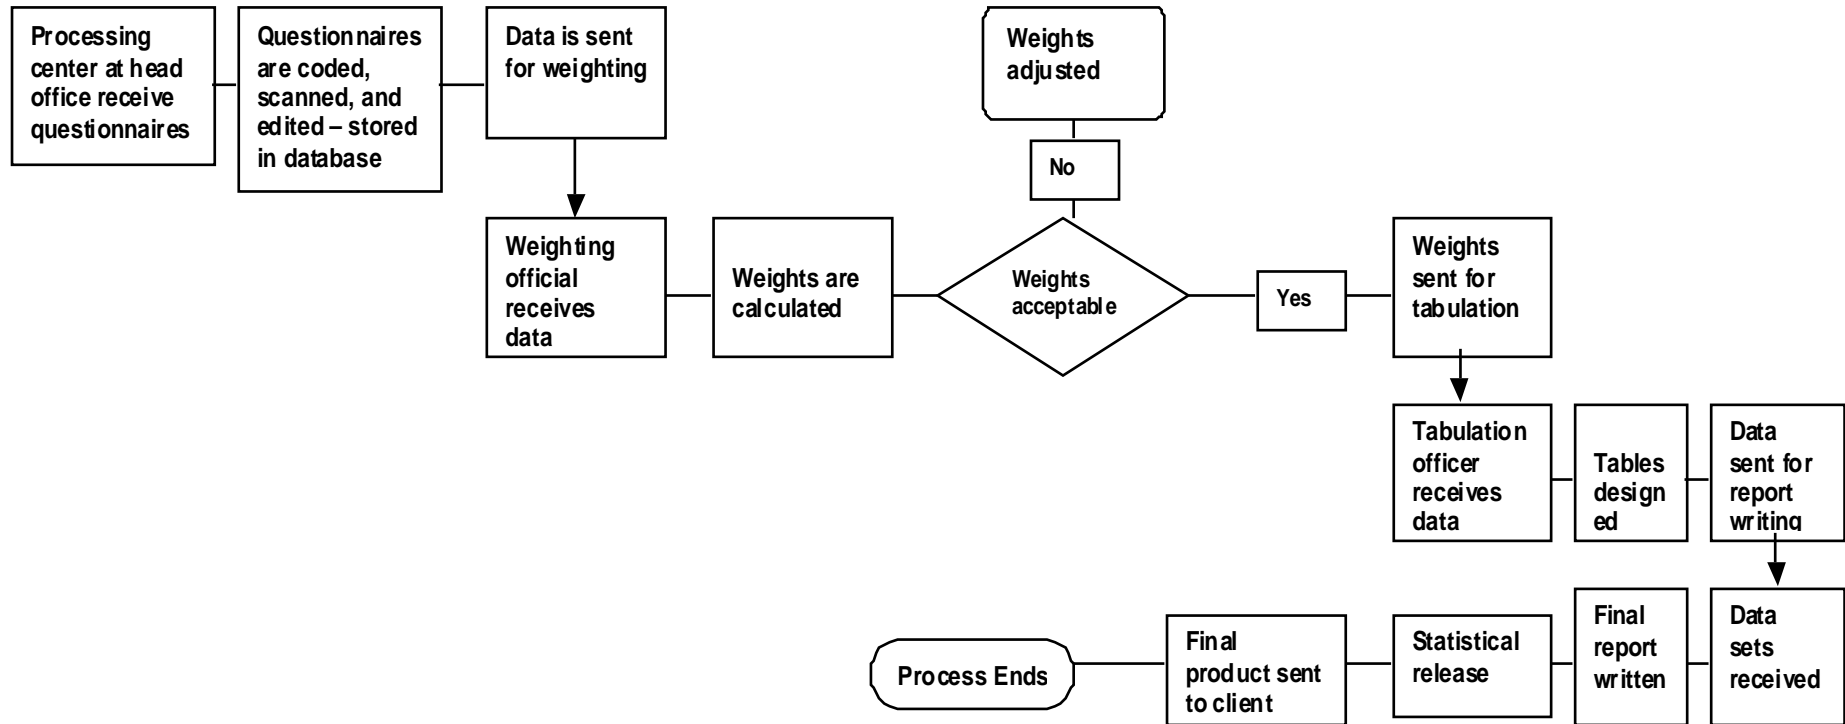 Processing
center at head
office receive
questionnaires
Questionnaires
are coded,
scanned, and
edited – stored
in database
Data is sent
for weighting
Weights
adjusted
No
Weighting
official
receives
data
Weights are
calculated
Weights
acceptable
Yes
Weights
sent for
tabulation
Tabulation
officer
receives
data
Tables
design
ed
Data
sent for
report
writing
Process Ends
Final
product sent
to client
Statistical
release
Final
report
written
Data
sets
received